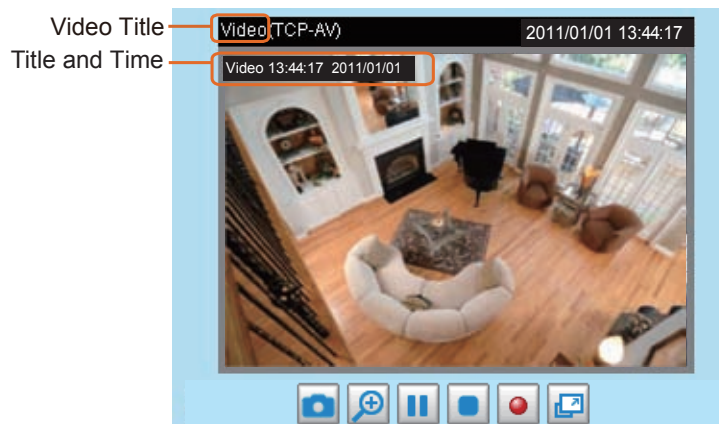 Video Title
Video(TCP-AV) 2011/01/01 13:44:17
Title and Time
Video 13:44:17 2011/01/01